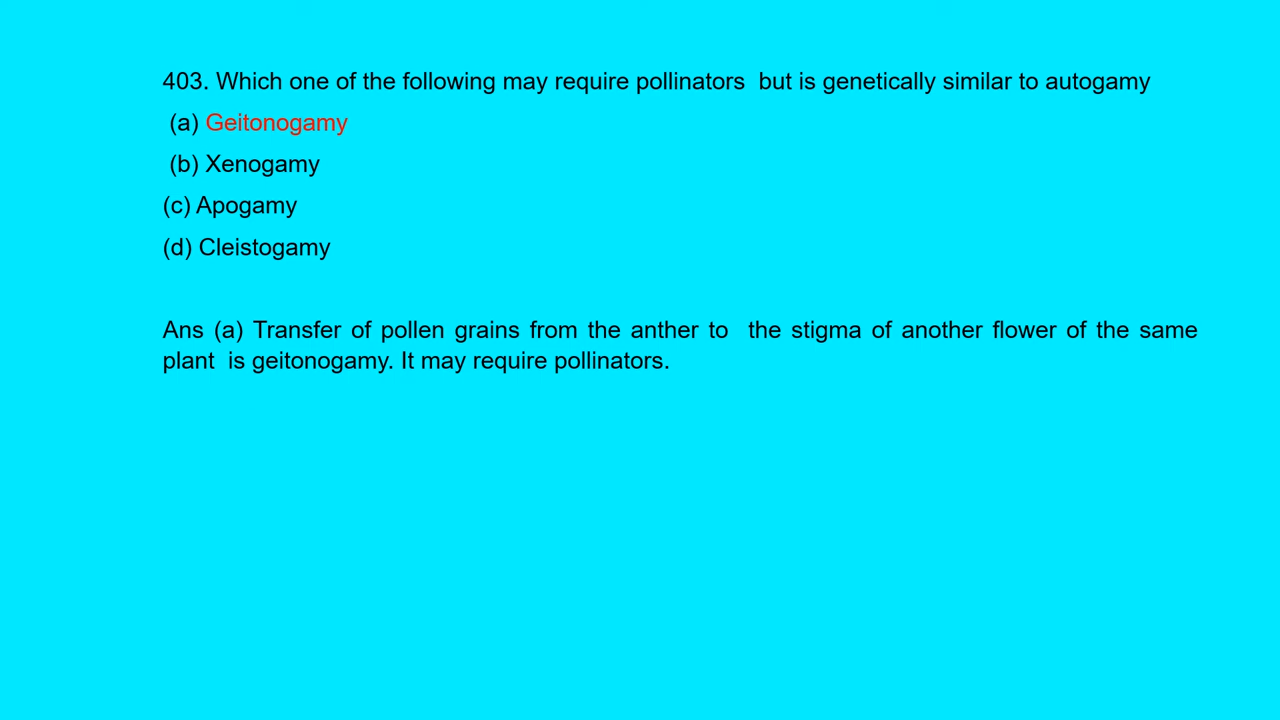 403. Which one of the following may require pollinators but is genetically similar to autogamy
(a) Geitonogamy
(b) Xenogamy
(c) Apogamy
(d) Cleistogamy
Ans (a) Transfer of pollen grains from the anther to the stigma of another flower of the same
plant is geitonogamy. It may require pollinators.